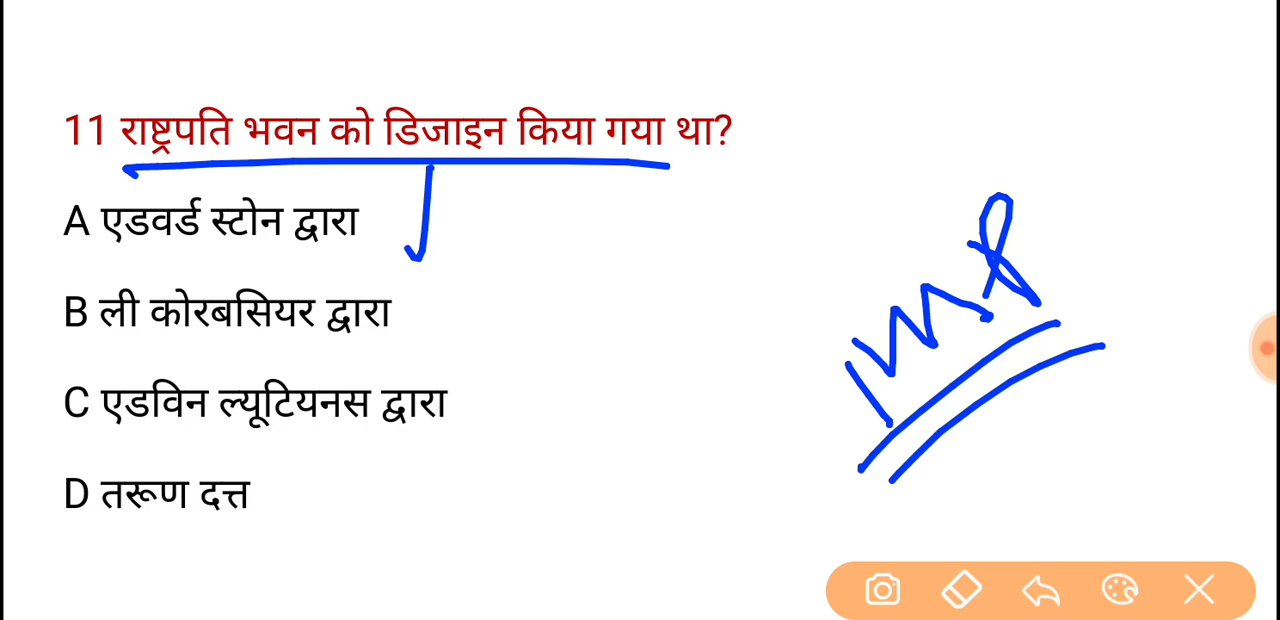 11 राष्ट्रपति भवन को डिजाइन किया गया था?
A एडवर्ड स्टोन द्वारा
B ली कोरबसियर द्वारा
C एडविन ल्यूटियनस द्वारा
D तरूण दत्त
Imp